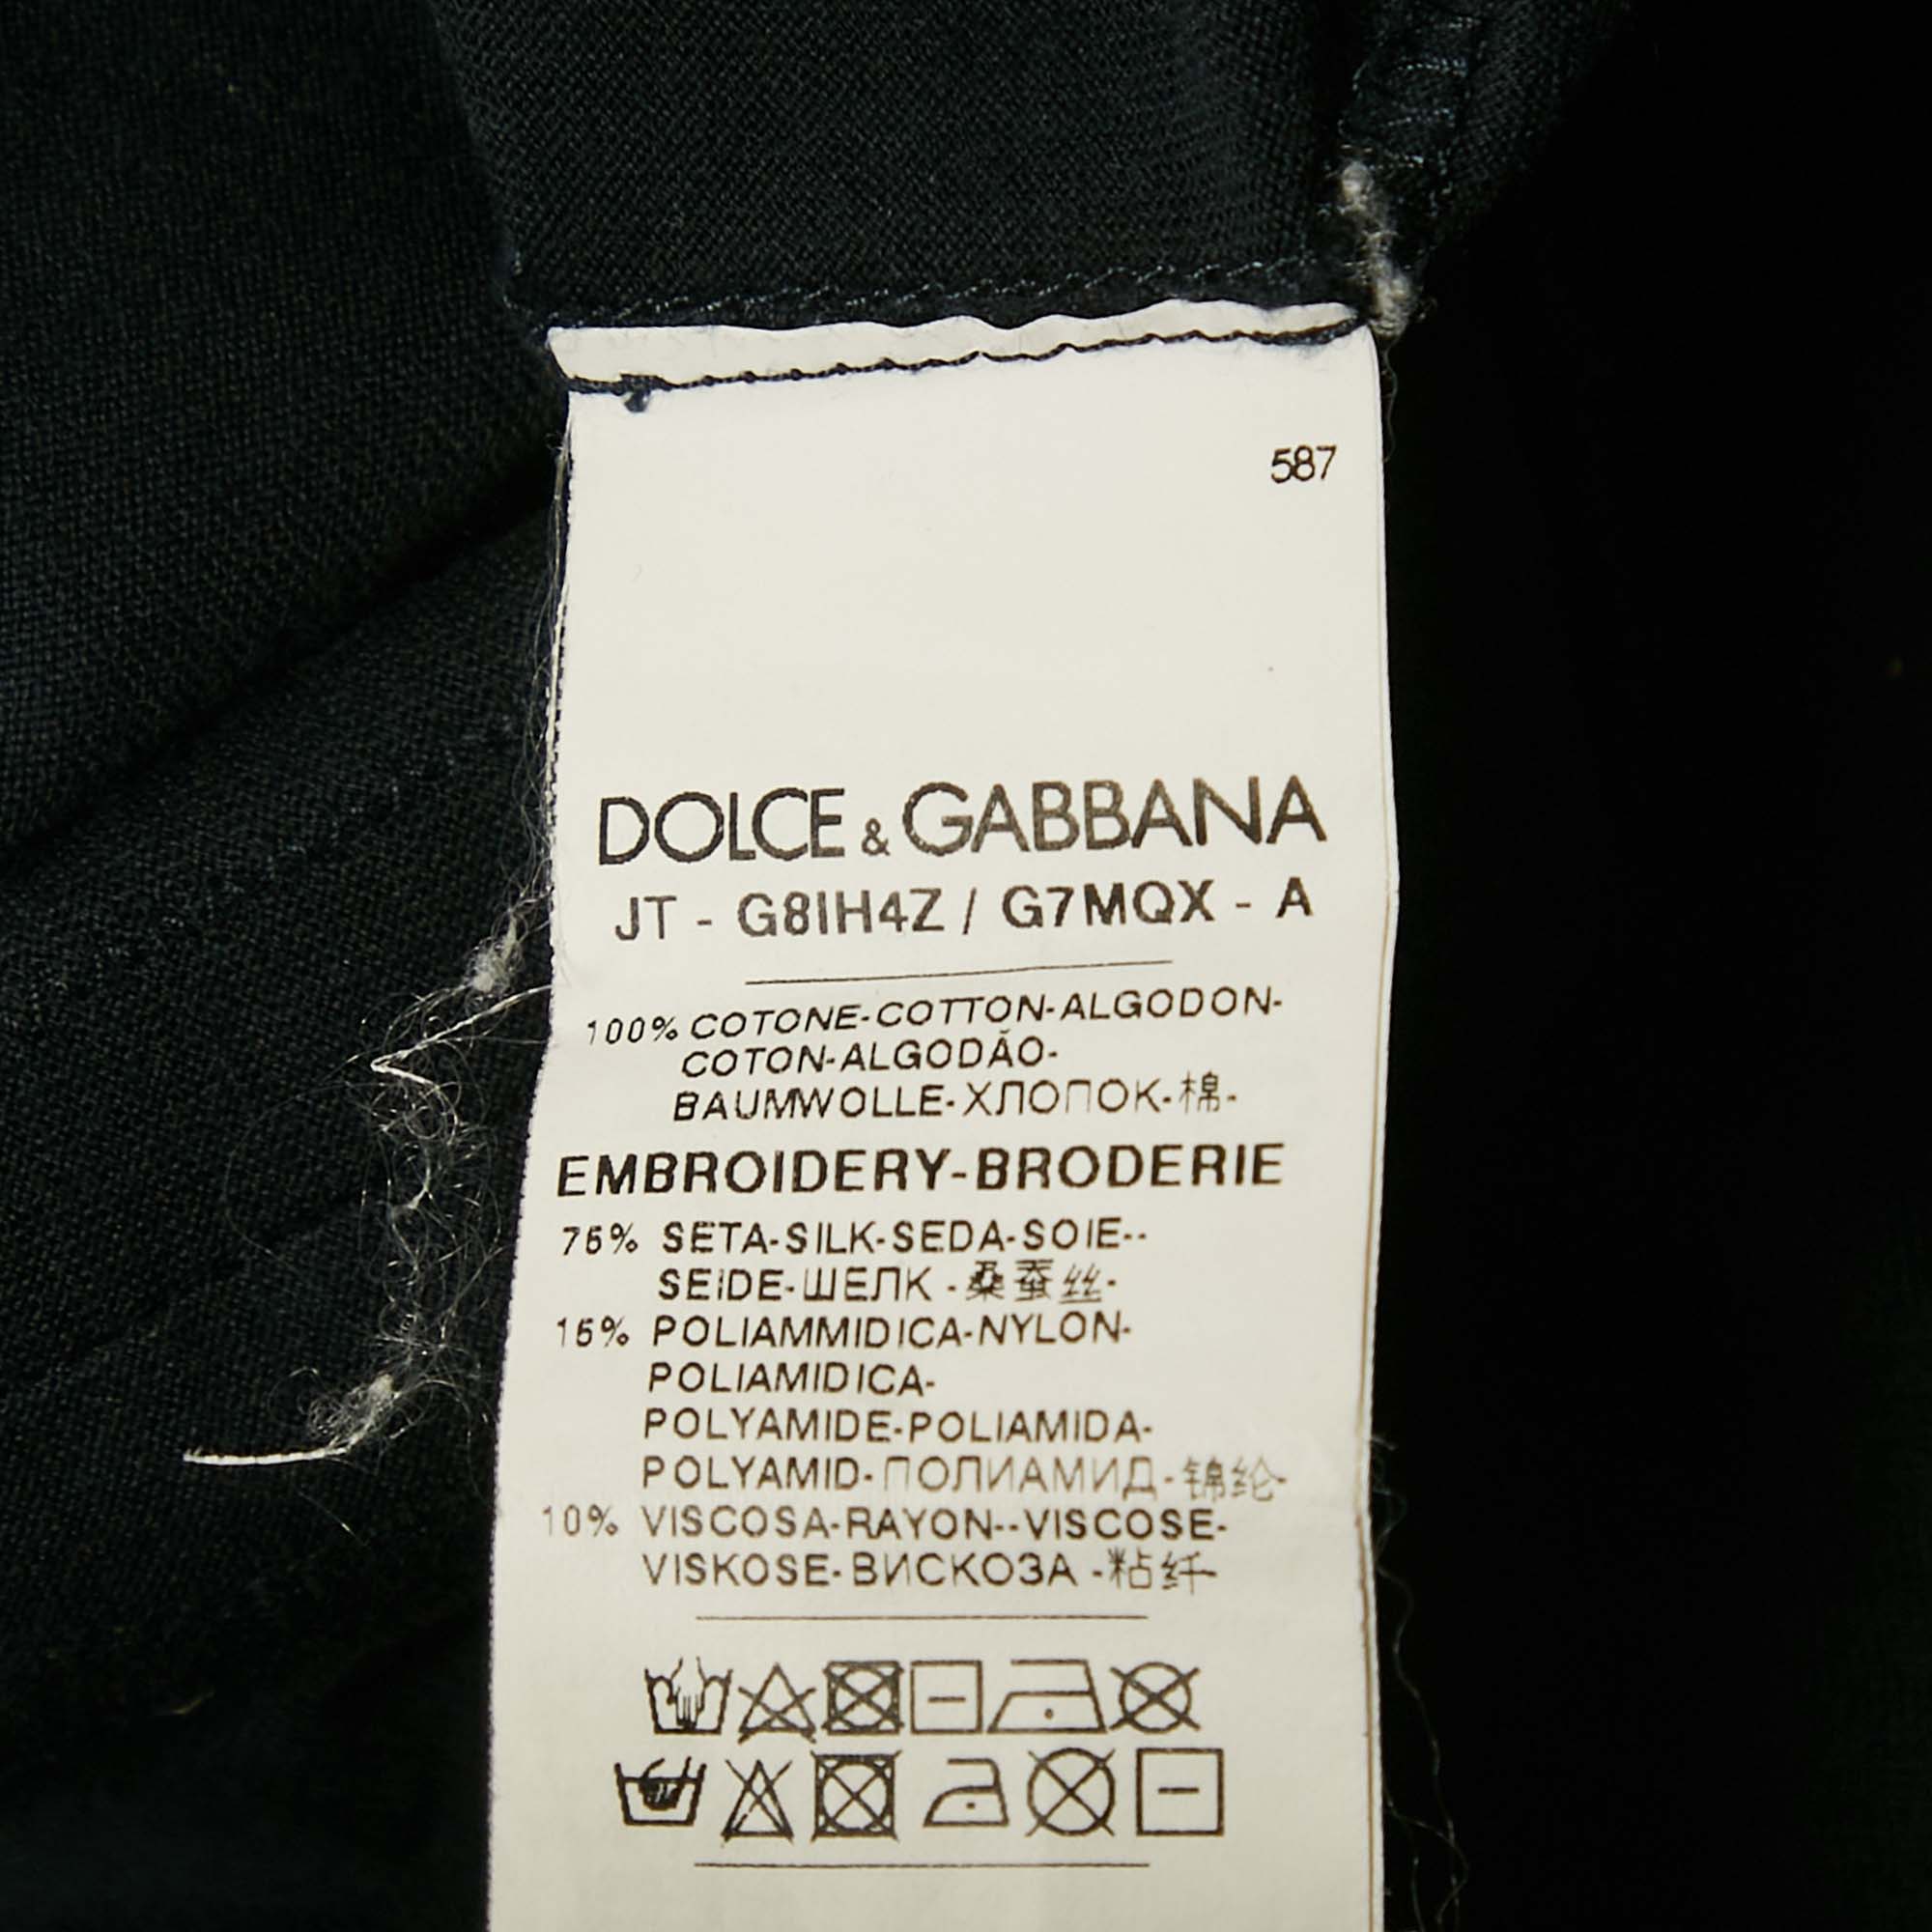 587
DOLCE & GABBANA
JT - G8IH4Z / G7MQX - A
100% COTONE-COTTON-ALGODON-
COTON-ALGODÃO-
BAUMWOLLE-ХЛОПОК-棉-
EMBROIDERY-BRODERIE
75% SETA-SILK-SEDA-SOIE--
SEIDE-ШЕЛК -桑蚕丝-
15% POLIAMMIDICA-NYLON-
POLIAMIDICA-
POLYAMIDE-POLIAMIDA-
POLYAMID-ПОЛИАМИД-锦纶-
10% VISCOSA-RAYON--VISCOSE-
VISKOSE-ВИСКОЗА -粘纤-